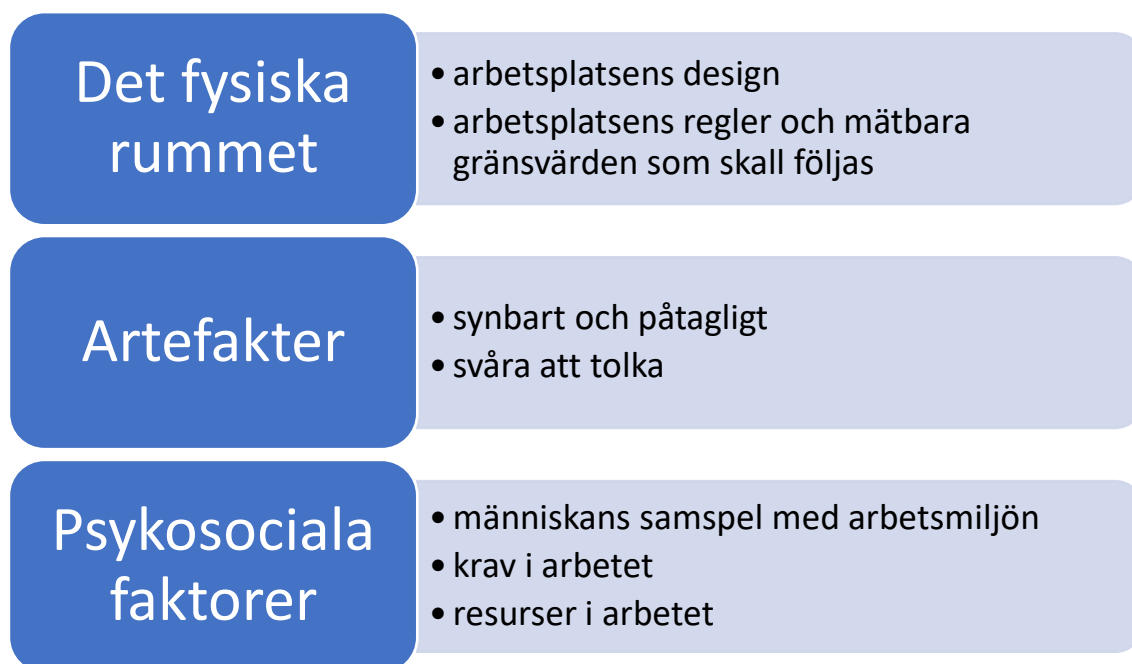 Det fysiska
rummet
• arbetsplatsens design
• arbetsplatsens regler och mätbara
gränsvärden som skall följas
Artefakter
• synbart och påtagligt
• svåra att tolka
Psykosociala
faktorer
• människans samspel med arbetsmiljön
• krav i arbetet
• resurser i arbetet